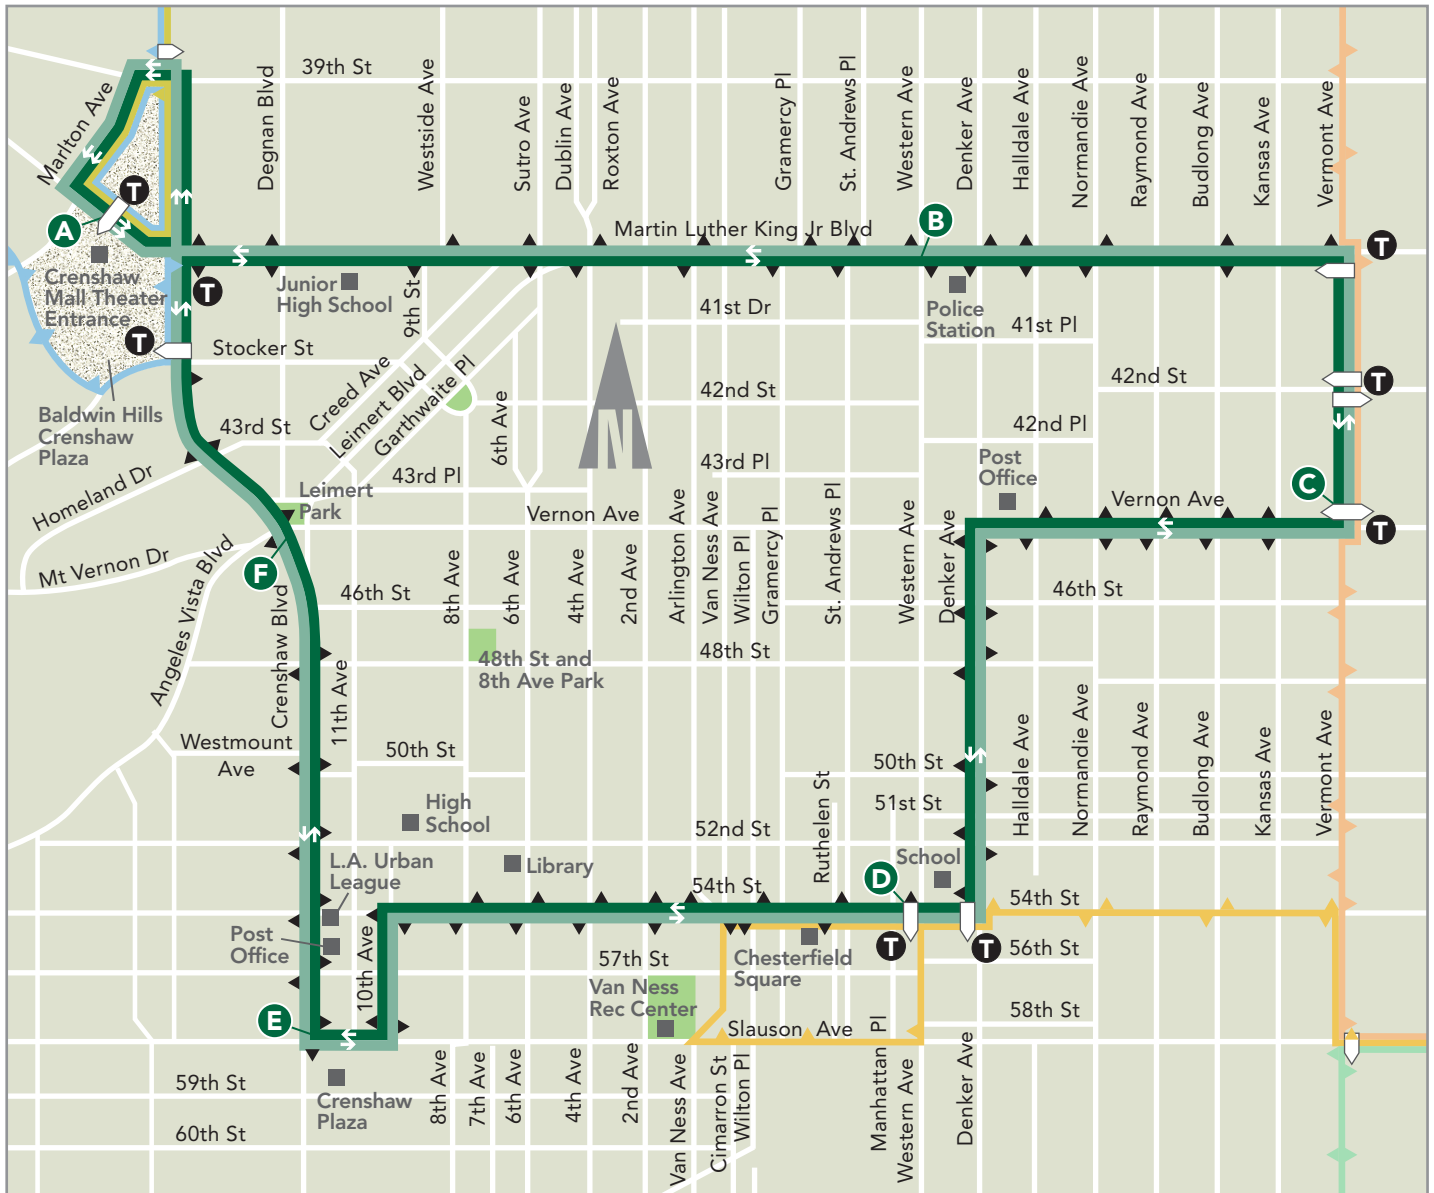 39th St
Marlton Ave
Degnan Blvd
Westside Ave
Sutro Ave
Dublin Ave
Roxton Ave
Gramercy Pl
St. Andrews Pl
Western Ave
Denker Ave
Halldale Ave
Normandie Ave
Raymond Ave
Budlong Ave
Kansas Ave
Vermont Ave
T
A
Martin Luther King Jr Blvd
B
T
Crenshaw
Mall Theater
Entrance
T
Junior
High School
9th St
41st Dr
Police
Station
41st Pl
T
Stocker St
Creed Ave
Leimert Blvd
Garthwaite Pl
42nd St
42nd St
T
Baldwin Hills
Crenshaw
Plaza
43rd St
6th Ave
N
42nd Pl
Homeland Dr
43rd Pl
43rd Pl
Post
Office
C
Leimert
Park
Vernon Ave
Vernon Ave
T
Arlington Ave
Van Ness Ave
Wilton Pl
Gramercy Pl
St. Andrews Pl
Western Ave
Denker Ave
Mt Vernon Dr
Angeles Vista Blvd
F
8th Ave
6th Ave
4th Ave
2nd Ave
Crenshaw Blvd
46th St
46th St
48th St and
8th Ave Park
48th St
11th Ave
Westmount
Ave
50th St
50th St
Halldale Ave
Normandie Ave
Raymond Ave
Budlong Ave
Kansas Ave
Vermont Ave
High
School
51st St
52nd St
Ruthelen St
L.A. Urban
League
Library
School
D
54th St
54th St
Post
Office
10th Ave
T
T
56th St
57th St
Chesterfield
Square
Van Ness
Rec Center
58th St
E
Slauson Ave
59th St
Crenshaw
Plaza
60th St
8th Ave
7th Ave
6th Ave
4th Ave
2nd Ave
Van Ness Ave
Cimarron St
Wilton Pl
Manhattan Pl
Western Ave
Denker Ave